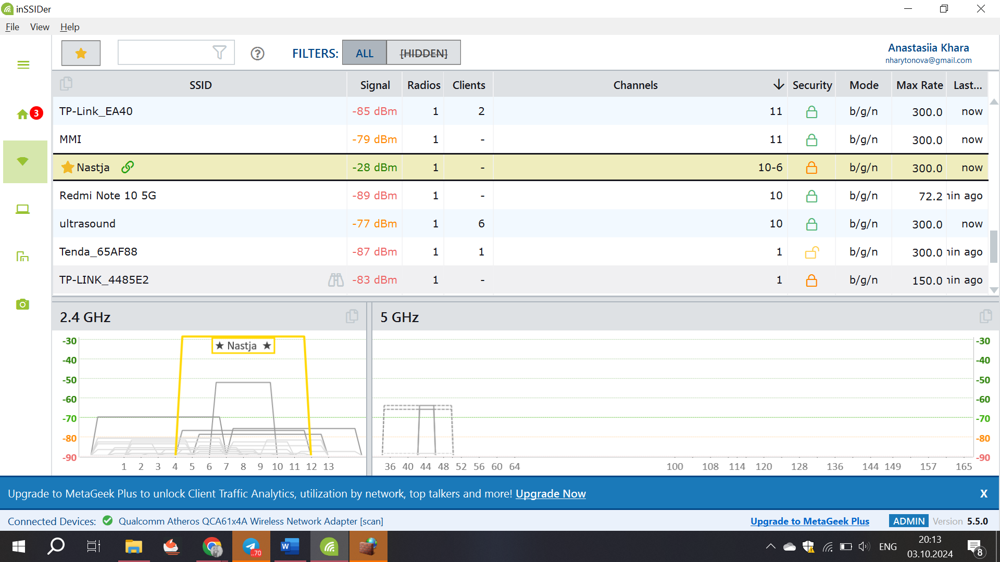 inSSIDer
File View Help
FILTERS: ALL [HIDDEN]
Anastasiia Khara
nharytonova@gmail.com
3
SSID Signal Radios Clients Channels Security Mode Max Rate Last...
TP-Link_EA40 -85 dBm 1 2 11 b/g/n 300.0 now
MMI -79 dBm 1 - 11 b/g/n 300.0 now
Nastja -28 dBm 1 - 10-6 b/g/n 300.0 now
Redmi Note 10 5G -89 dBm 1 - 10 b/g/n 72.2 min ago
ultrasound -77 dBm 1 6 10 b/g/n 300.0 now
Tenda_65AF88 -87 dBm 1 1 1 b/g/n 300.0 min ago
TP-LINK_4485E2 -83 dBm 1 - 1 b/g/n 150.0 min ago
2.4 GHz
-30
-40
-50
-60
-70
-80
-90
★ Nastja ★
1 2 3 4 5 6 7 8 9 10 11 12 13
5 GHz
-30
-40
-50
-60
-70
-80
-90
36 40 44 48 52 56 60 64 100 108 114 120 128 136 144 149 157 165
Upgrade to MetaGeek Plus to unlock Client Traffic Analytics, utilization by network, top talkers and more! Upgrade Now X
Connected Devices: Qualcomm Atheros QCA61x4A Wireless Network Adapter [scan] Upgrade to MetaGeek Plus ADMIN Version 5.5.0
..70
W
ENG
20:13
03.10.2024
8